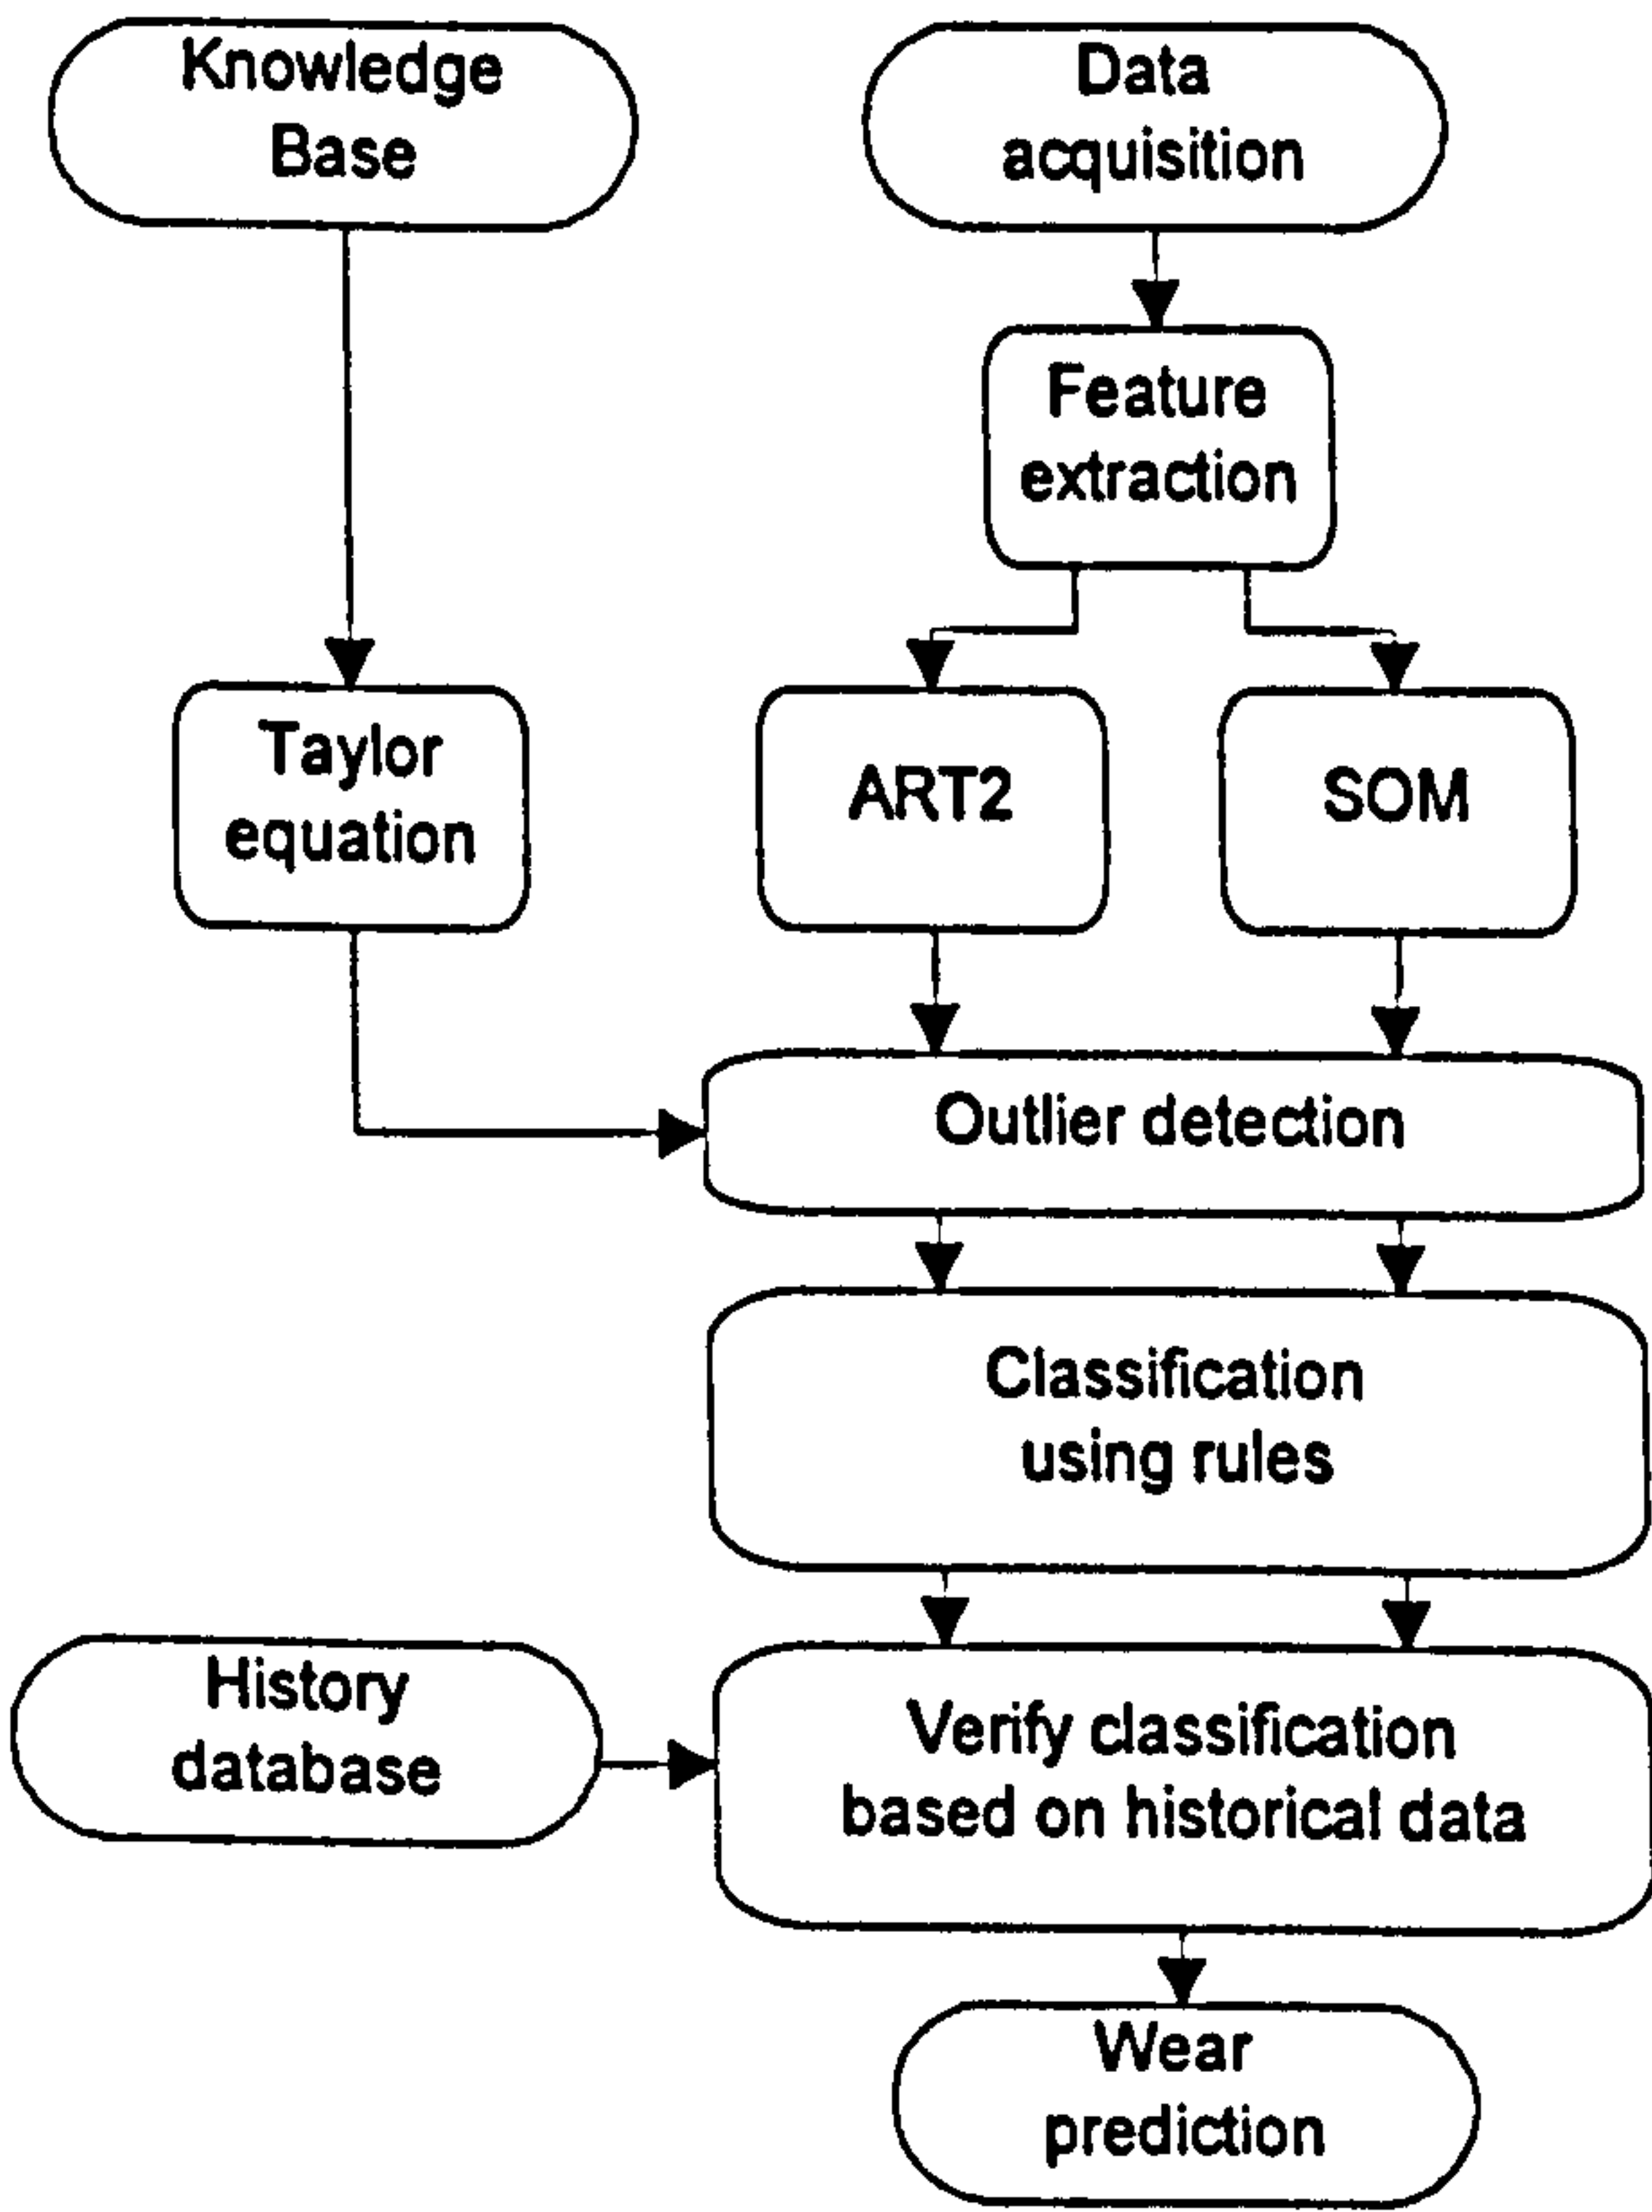 Knowledge
Base
Data
acquisition
Feature
extraction
Taylor
equation
ART2
SOM
Outlier detection
Classification
using rules
History
database
Verify classification
based on historical data
Wear
prediction